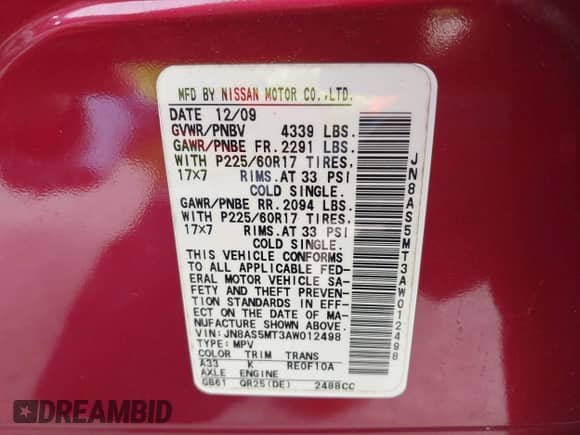 MFD BY NISSAN MOTOR CO.,LTD.
DATE 12/09
GVWR/PNBV 4339 LBS.
GAWR/PNBE FR.2291 LBS.
WITH P225/60R17 TIRES,
17x7 RIMS.AT 33 PSI
COLD SINGLE.
GAWR/PNBE RR.2094 LBS.
WITH P225/60R17 TIRES,
17x7 RIMS.AT 33 PSI
COLD SINGLE.
THIS VEHICLE CONFORMS
TO ALL APPLICABLE FED-
ERAL MOTOR VEHICLE SA-
FETY AND THEFT PREVEN-
TION STANDARDS IN EFF-
ECT ON THE DATE OF MA-
NUFACTURE SHOWN ABOVE.
VIN:JN8AS5MT3AW012498
TYPE:MPV
COLOR TRIM TRANS
A33 K RE0F10A
AXLE ENGINE
GB61 QR25(DE) 2488CC
JN8AS5MT3AW012498
DREAMBID